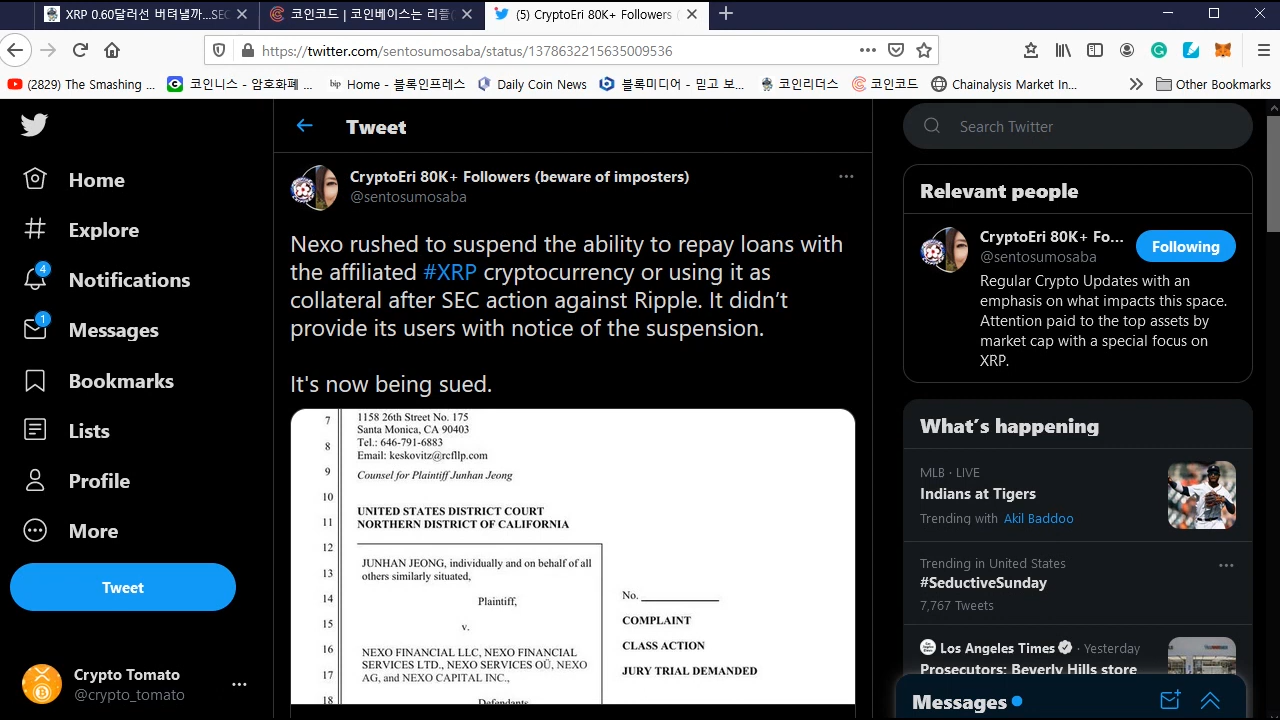 XRP 0.60달러선 버텨낼까...SEC
코인코드 | 코인베이스는 리플(
(5) CryptoEri 80K+ Followers (
https://twitter.com/sentosumosaba/status/1378632215635009536
(2829) The Smashing ...
코인니스 - 암호화폐 ...
Home - 블록인프레스
Daily Coin News
블록미디어 - 믿고 보...
코인리더스
코인코드
Chainalysis Market In...
Other Bookmarks
Home
Explore
4
Notifications
1
Messages
Bookmarks
Lists
Profile
More
Tweet
Crypto Tomato
@crypto_tomato
Tweet
CryptoEri 80K+ Followers (beware of imposters)
@sentosumosaba
Nexo rushed to suspend the ability to repay loans with
the affiliated #XRP cryptocurrency or using it as
collateral after SEC action against Ripple. It didn’t
provide its users with notice of the suspension.
It's now being sued.
7 1158 26th Street No. 175
Santa Monica, CA 90403
8 Tel.: 646-791-6883
Email: keskovitz@rcfllp.com
9 Counsel for Plaintiff Junhan Jeong
10
UNITED STATES DISTRICT COURT
11 NORTHERN DISTRICT OF CALIFORNIA
12
JUNHAN JEONG, individually and on behalf of all
13 others similarly situated,
14 Plaintiff,
15 v.
16 NEXO FINANCIAL LLC, NEXO FINANCIAL
SERVICES LTD., NEXO SERVICES OÜ, NEXO
17 AG, and NEXO CAPITAL INC.,
18 Defendants
No.
COMPLAINT
CLASS ACTION
JURY TRIAL DEMANDED
Search Twitter
Relevant people
CryptoEri 80K+ Fo...
@sentosumosaba
Following
Regular Crypto Updates with an
emphasis on what impacts this space.
Attention paid to the top assets by
market cap with a special focus on
XRP.
What’s happening
MLB · LIVE
Indians at Tigers
Trending with Akil Baddoo
Trending in United States
#SeductiveSunday
7,767 Tweets
Los Angeles Times · Yesterday
Prosecutors: Beverly Hills store
Messages